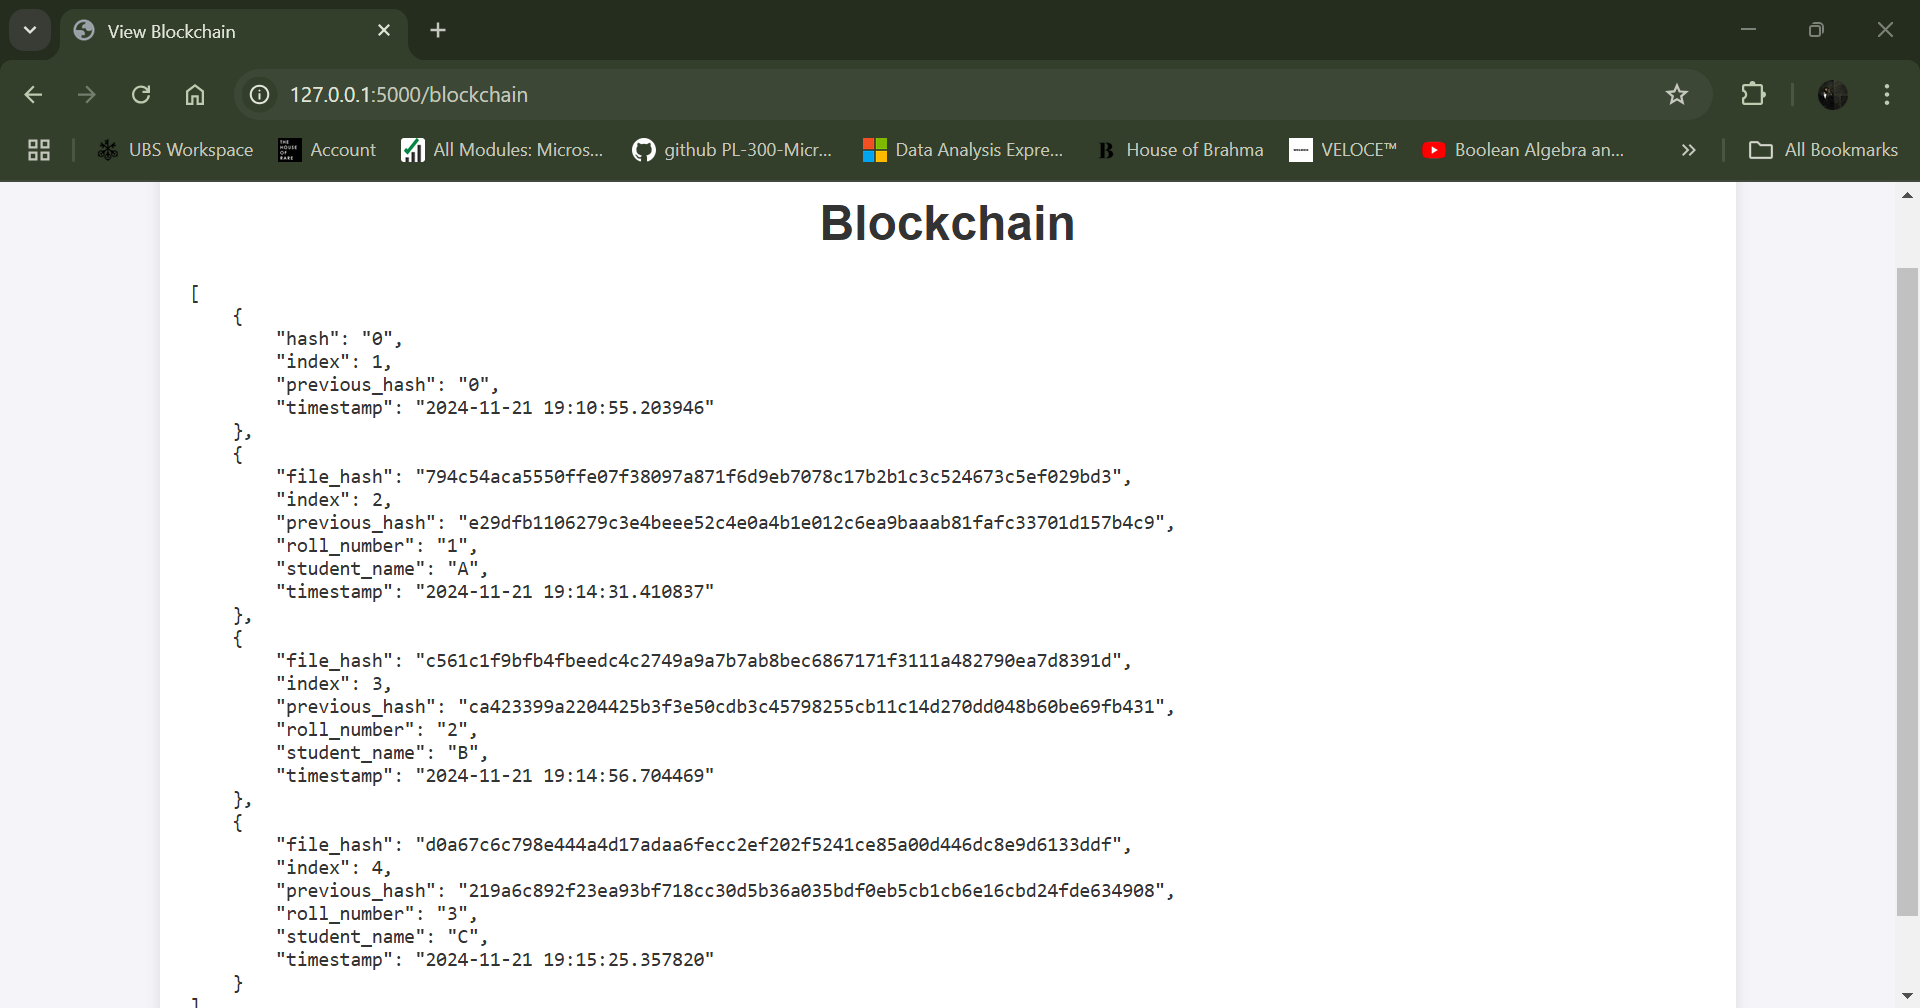 View Blockchain
127.0.0.1:5000/blockchain
UBS Workspace
THE HOUSE OF RARE
Account
All Modules: Micros...
github PL-300-Micr...
Data Analysis Expre...
B House of Brahma
VELOCE™
Boolean Algebra an...
»
All Bookmarks
Blockchain
[
    {
        "hash": "0",
        "index": 1,
        "previous_hash": "0",
        "timestamp": "2024-11-21 19:10:55.203946"
    },
    {
        "file_hash": "794c54aca5550ffe07f38097a871f6d9eb7078c17b2b1c3c524673c5ef029bd3",
        "index": 2,
        "previous_hash": "e29dfb1106279c3e4beee52c4e0a4b1e012c6ea9baaab81fafc33701d157b4c9",
        "roll_number": "1",
        "student_name": "A",
        "timestamp": "2024-11-21 19:14:31.410837"
    },
    {
        "file_hash": "c561c1f9bfb4fbeedc4c2749a9a7b7ab8bec6867171f3111a482790ea7d8391d",
        "index": 3,
        "previous_hash": "ca423399a2204425b3f3e50cdb3c45798255cb11c14d270dd048b60be69fb431",
        "roll_number": "2",
        "student_name": "B",
        "timestamp": "2024-11-21 19:14:56.704469"
    },
    {
        "file_hash": "d0a67c6c798e444a4d17adaa6fecc2ef202f5241ce85a00d446dc8e9d6133ddf",
        "index": 4,
        "previous_hash": "219a6c892f23ea93bf718cc30d5b36a035bdf0eb5cb1cb6e16cbd24fde634908",
        "roll_number": "3",
        "student_name": "C",
        "timestamp": "2024-11-21 19:15:25.357820"
    }
]